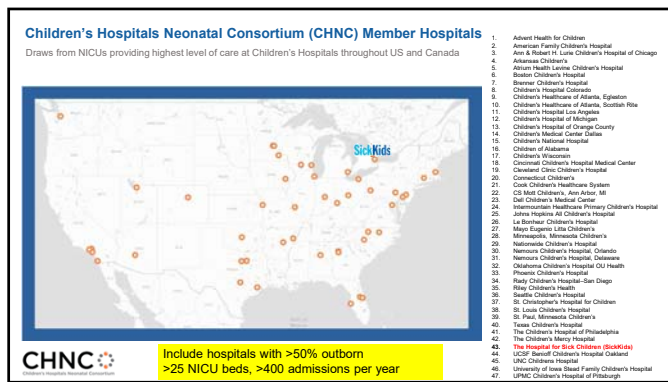 Children's Hospitals Neonatal Consortium (CHNC) Member Hospitals
Draws from NICUs providing highest level of care at Children's Hospitals throughout US and Canada
SickKids
CHNC
Children's Hospitals Neonatal Consortium
Include hospitals with >50% outborn
>25 NICU beds, >400 admissions per year
1. Advent Health for Children
2. American Family Children's Hospital
3. Ann & Robert H. Lurie Children's Hospital of Chicago
4. Arkansas Children's
5. Atrium Health Levine Children's Hospital
6. Boston Children's Hospital
7. Brenner Children's Hospital
8. Children's Hospital Colorado
9. Children's Healthcare of Atlanta, Egleston
10. Children's Healthcare of Atlanta, Scottish Rite
11. Children's Hospital Los Angeles
12. Children's Hospital of Michigan
13. Children's Hospital of Orange County
14. Children's Medical Center Dallas
15. Children's National Hospital
16. Children of Alabama
17. Children's Wisconsin
18. Cincinnati Children's Hospital Medical Center
19. Cleveland Clinic Children's Hospital
20. Connecticut Children's
21. Cook Children's Healthcare System
22. CS Mott Children's, Ann Arbor, MI
23. Dell Children's Medical Center
24. Intermountain Healthcare Primary Children's Hospital
25. Johns Hopkins All Children's Hospital
26. Le Bonheur Children's Hospital
27. Mayo Eugenio Litta Children's
28. Minneapolis, Minnesota Children's
29. Nationwide Children's Hospital
30. Nemours Children's Hospital, Orlando
31. Nemours Children's Hospital, Delaware
32. Oklahoma Children's Hospital OU Health
33. Phoenix Children's Hospital
34. Rady Children's Hospital–San Diego
35. Riley Children's Health
36. Seattle Children's Hospital
37. St. Christopher's Hospital for Children
38. St. Louis Children's Hospital
39. St. Paul, Minnesota Children's
40. Texas Children's Hospital
41. The Children's Hospital of Philadelphia
42. The Children's Mercy Hospital
43. The Hospital for Sick Children (SickKids)
44. UCSF Benioff Children's Hospital Oakland
45. UNC Childrens Hospital
46. University of Iowa Stead Family Children's Hospital
47. UPMC Children's Hospital of Pittsburgh